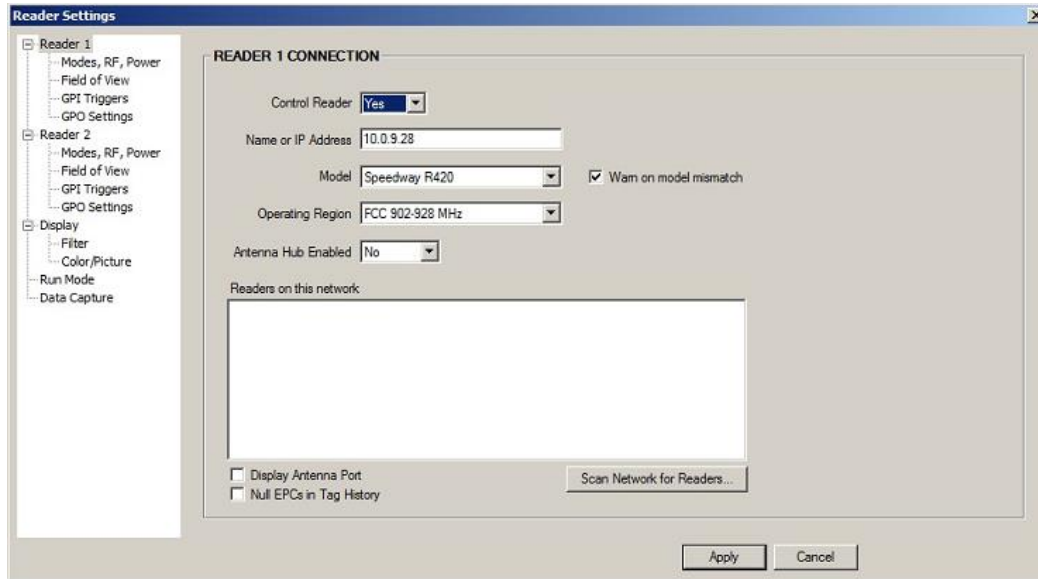 Reader Settings
Reader 1
Modes, RF, Power
Field of View
GPI Triggers
GPO Settings
Reader 2
Modes, RF, Power
Field of View
GPI Triggers
GPO Settings
Display
Filter
Color/Picture
Run Mode
Data Capture
READER 1 CONNECTION
Control Reader Yes
Name or IP Address 10.0.9.28
Model Speedway R420 Warn on model mismatch
Operating Region FCC 902-928 MHz
Antenna Hub Enabled No
Readers on this network
Display Antenna Port
Null EPCs in Tag History
Scan Network for Readers...
Apply Cancel